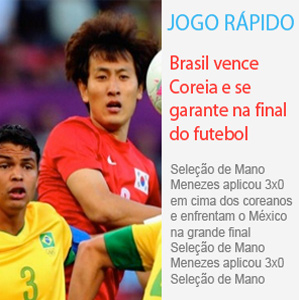 JOGO RÁPIDO
Brasil vence
Coreia e se
garante na final
do futebol
Seleção de Mano
Menezes aplicou 3x0
em cima dos coreanos
e enfrentam o México
na grande final
Seleção de Mano
Menezes aplicou 3x0
Seleção de Mano
3